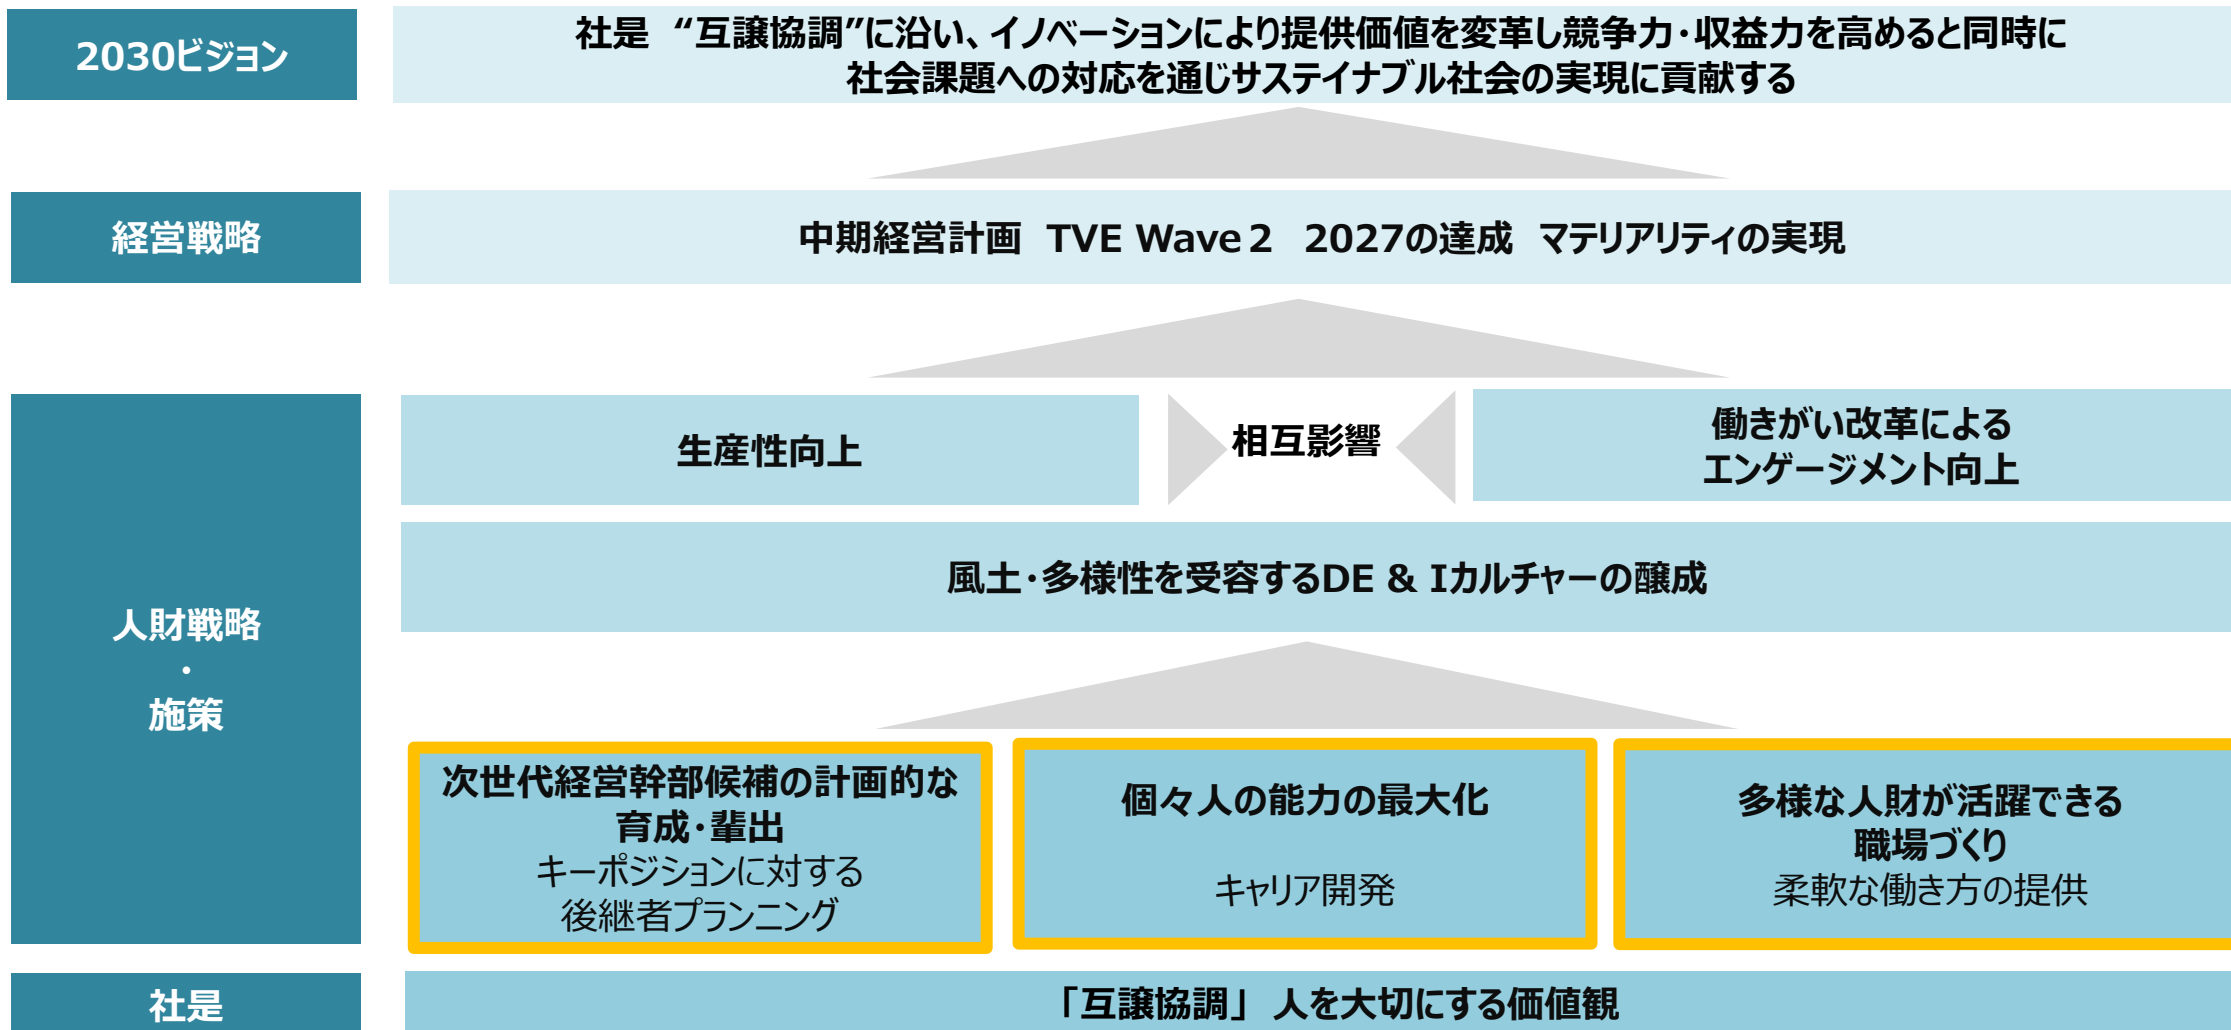 2030ビジョン
社是 “互譲協調”に沿い、イノベーションにより提供価値を変革し競争力・収益力を高めると同時に
社会課題への対応を通じサステイナブル社会の実現に貢献する
経営戦略
中期経営計画 TVE Wave２ 2027の達成 マテリアリティの実現
人財戦略
・
施策
生産性向上
相互影響
働きがい改革による
エンゲージメント向上
風土・多様性を受容するDE & Iカルチャーの醸成
次世代経営幹部候補の計画的な
育成・輩出
キーポジションに対する
後継者プランニング
個々人の能力の最大化
キャリア開発
多様な人財が活躍できる
職場づくり
柔軟な働き方の提供
社是
「互譲協調」 人を大切にする価値観